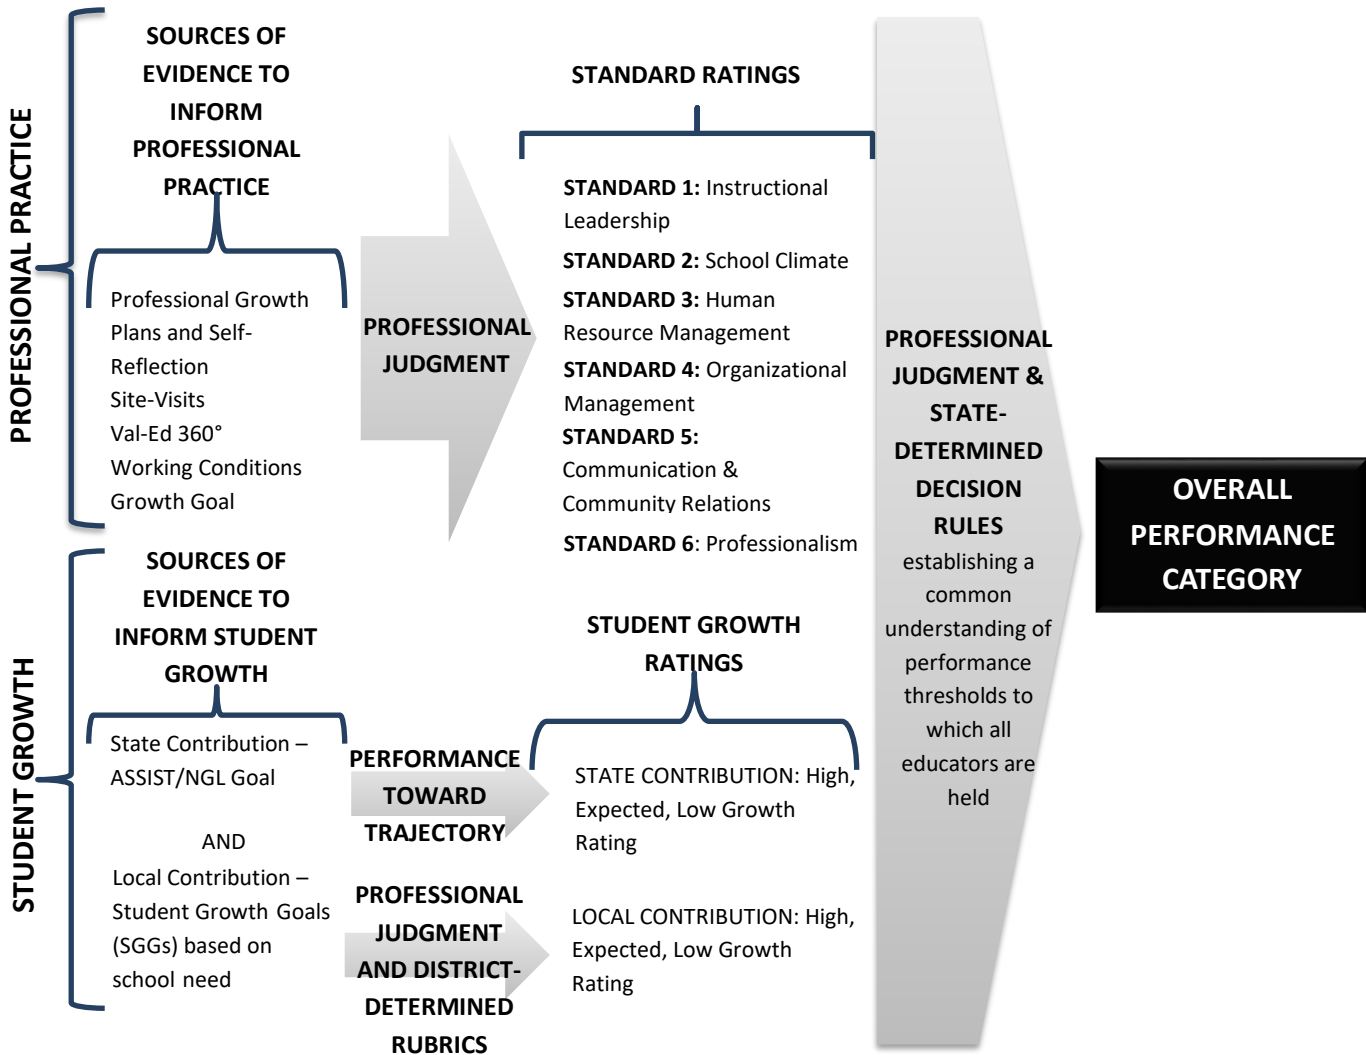 PROFESSIONAL PRACTICE
SOURCES OF
EVIDENCE TO
INFORM
PROFESSIONAL
PRACTICE
Professional Growth
Plans and Self-
Reflection
Site-Visits
Val-Ed 360°
Working Conditions
Growth Goal
PROFESSIONAL
JUDGMENT
STANDARD RATINGS
STANDARD 1: Instructional
Leadership
STANDARD 2: School Climate
STANDARD 3: Human
Resource Management
STANDARD 4: Organizational
Management
STANDARD 5:
Communication &
Community Relations
STANDARD 6: Professionalism
STUDENT GROWTH
SOURCES OF
EVIDENCE TO
INFORM STUDENT
GROWTH
State Contribution –
ASSIST/NGL Goal
AND
Local Contribution –
Student Growth Goals
(SGGs) based on
school need
PERFORMANCE
TOWARD
TRAJECTORY
PROFESSIONAL
JUDGMENT
AND DISTRICT-
DETERMINED
RUBRICS
STUDENT GROWTH
RATINGS
STATE CONTRIBUTION: High,
Expected, Low Growth
Rating
LOCAL CONTRIBUTION: High,
Expected, Low Growth
Rating
PROFESSIONAL
JUDGMENT &
STATE-
DETERMINED
DECISION
RULES
establishing a
common
understanding of
performance
thresholds to
which all
educators are
held
OVERALL
PERFORMANCE
CATEGORY